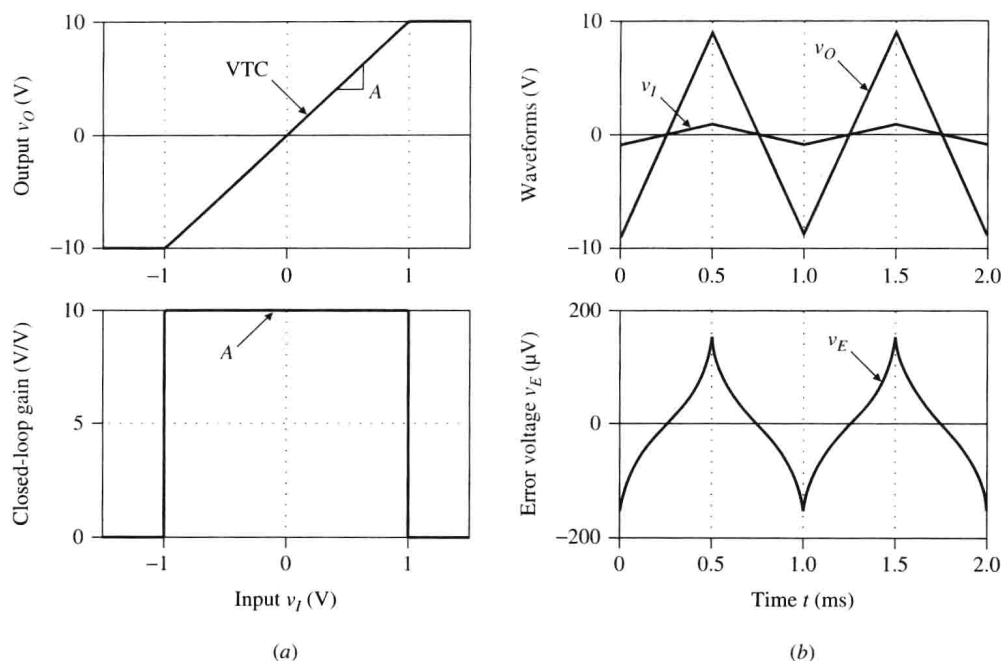 10
0
−10
Output v_O (V)
VTC
A
−1
0
1
10
5
0
Closed-loop gain (V/V)
A
−1
0
1
Input v_I (V)
(a)
10
0
−10
Waveforms (V)
v_I
v_O
0
0.5
1.0
1.5
2.0
200
0
−200
Error voltage v_E (µV)
v_E
0
0.5
1.0
1.5
2.0
Time t (ms)
(b)